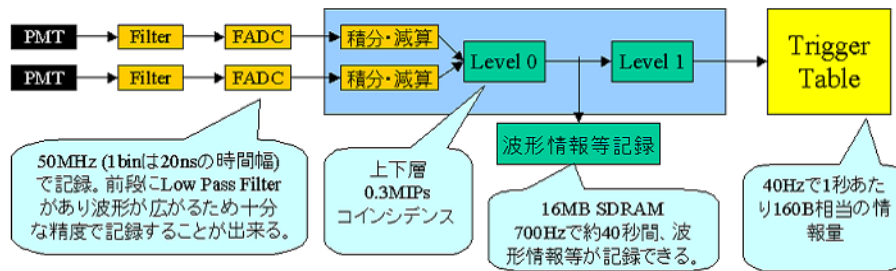 PMT
Filter
FADC
積分・減算
PMT
Filter
FADC
積分・減算
Level 0
Level 1
Trigger
Table
波形情報等記録
50MHz (1binは20nsの時間幅)
で記録。前段にLow Pass Filter
があり波形が広がるため十分
な精度で記録することが出来る。
上下層
0.3MIPs
コインシデンス
16MB SDRAM
700Hzで約40秒間、波
形情報等が記録できる。
40Hzで1秒あた
り160B相当の情
報量